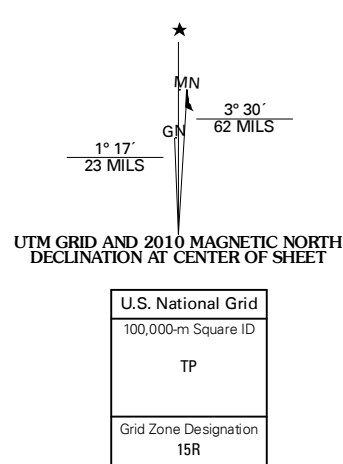 ★
MN
GN
3° 30´
62 MILS
1° 17´
23 MILS
UTM GRID AND 2010 MAGNETIC NORTH
DECLINATION AT CENTER OF SHEET
U.S. National Grid
100,000-m Square ID
TP
Grid Zone Designation
15R